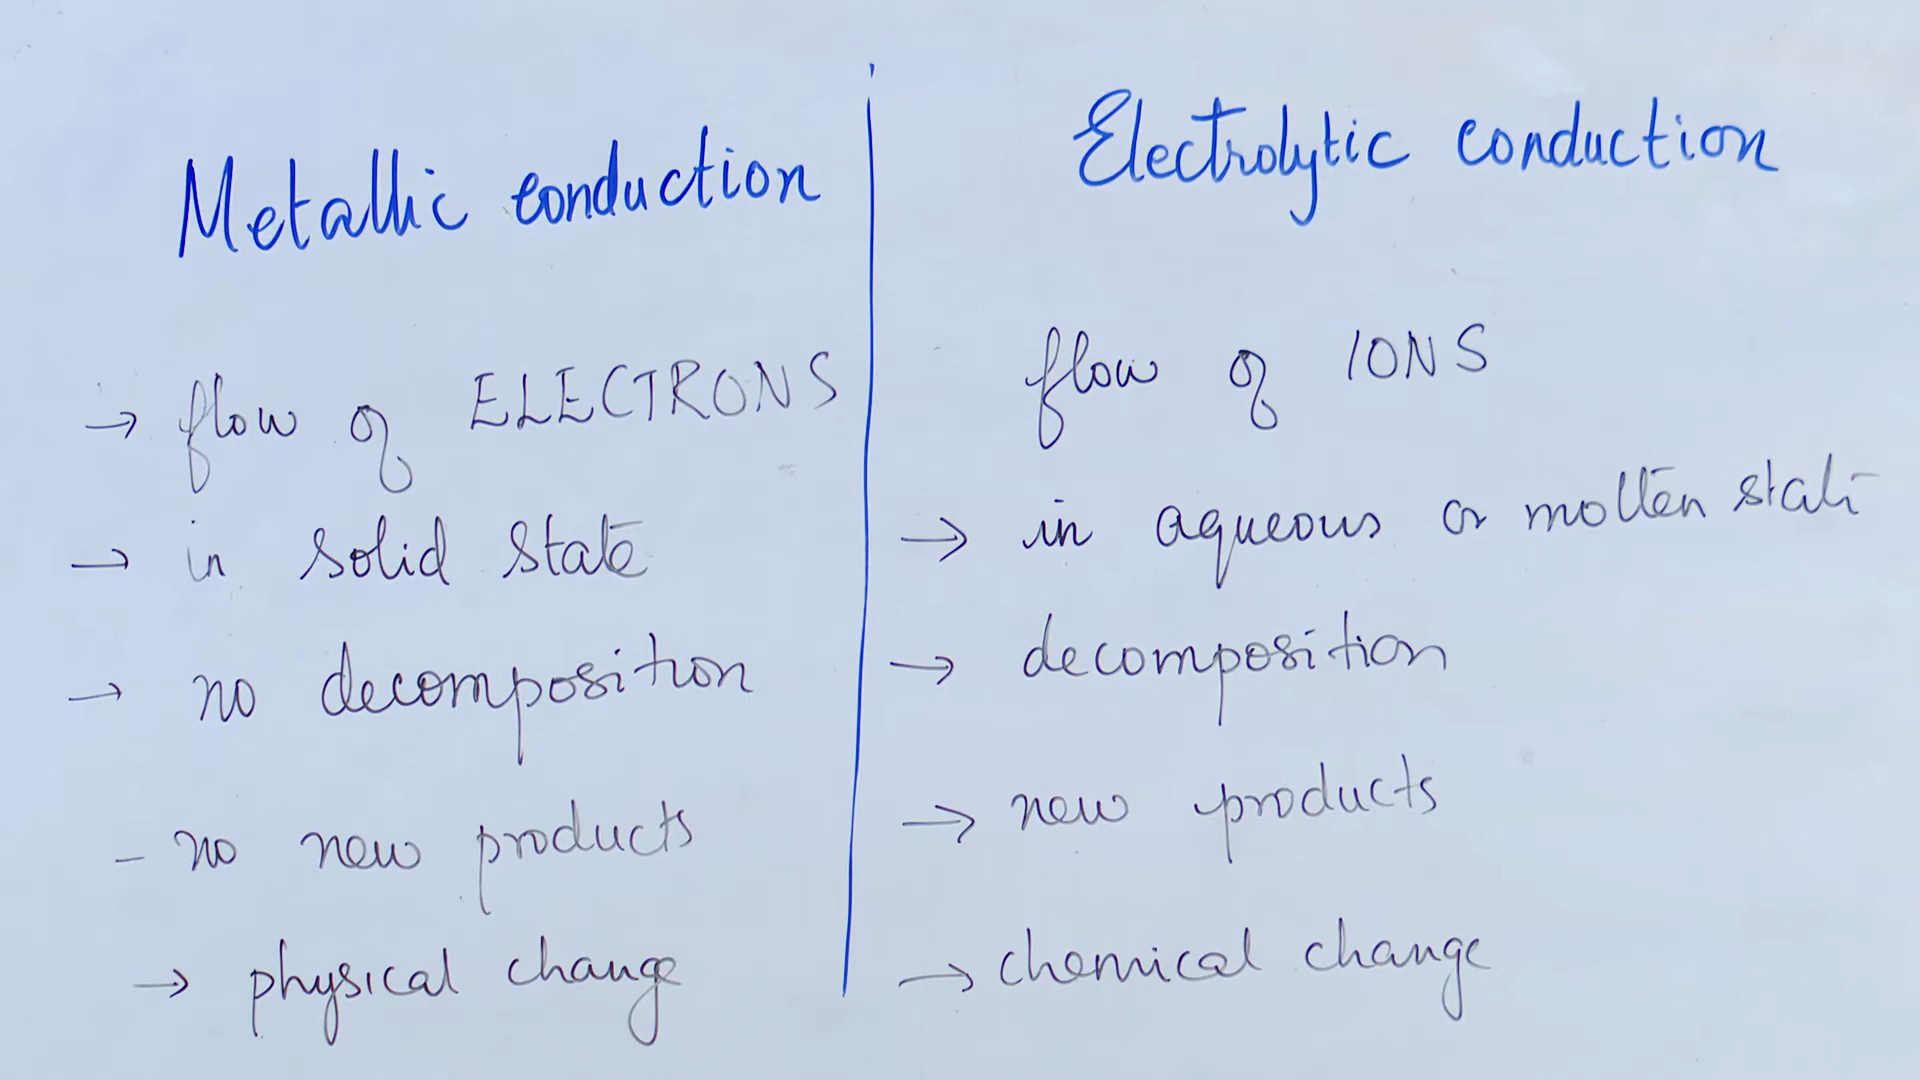 Metallic conduction
→ flow of ELECTRONS
→ in solid state
→ no decomposition
- no new products
→ physical change
Electrolytic conduction
flow of IONS
→ in aqueous or molten state
→ decomposition
→ new products
→ chemical change